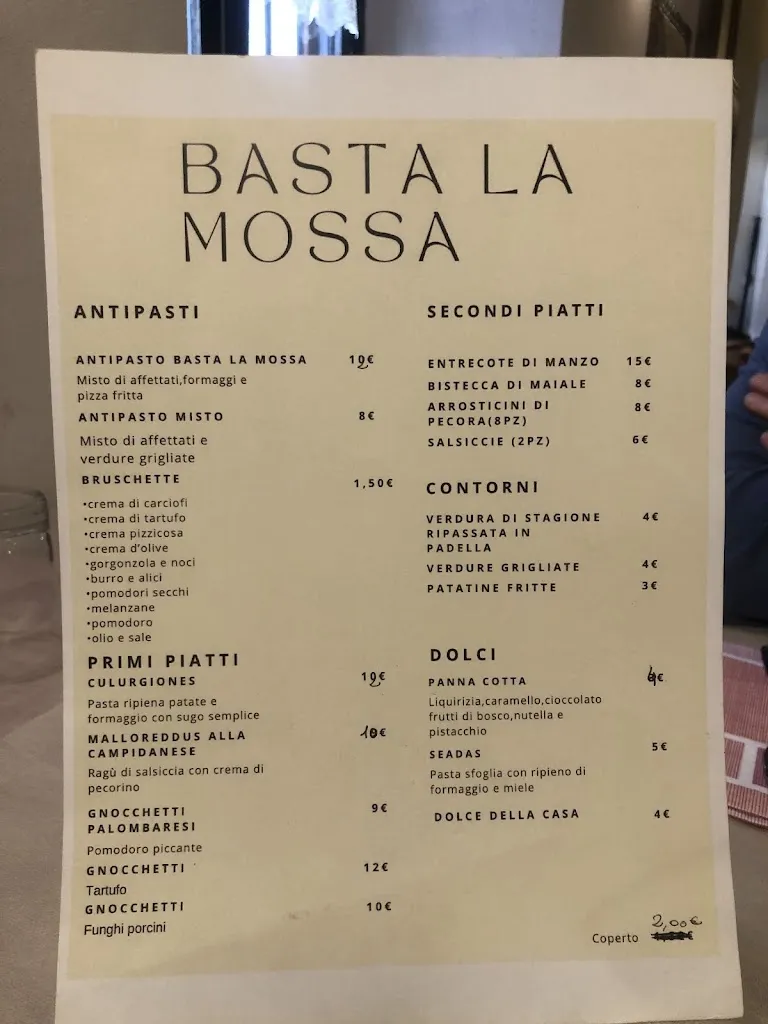 BASTA LA
MOSSA
ANTIPASTI
ANTIPASTO BASTA LA MOSSA 12€
Misto di affettati,formaggi e
pizza fritta
ANTIPASTO MISTO 8€
Misto di affettati e
verdure grigliate
BRUSCHETTE 1,50€
•crema di carciofi
•crema di tartufo
•crema pizzicosa
•crema d'olive
•gorgonzola e noci
•burro e alici
•pomodori secchi
•melanzane
•pomodoro
•olio e sale
PRIMI PIATTI
CULURGIONES 12€
Pasta ripiena patate e
formaggio con sugo semplice
MALLOREDDUS ALLA 10€
CAMPIDANESE
Ragù di salsiccia con crema di
pecorino
GNOCCHETTI 9€
PALOMBARESI
Pomodoro piccante
GNOCCHETTI 12€
Tartufo
GNOCCHETTI 10€
Funghi porcini
SECONDI PIATTI
ENTRECOTE DI MANZO 15€
BISTECCA DI MAIALE 8€
ARROSTICINI DI 8€
PECORA(8PZ)
SALSICCIE (2PZ) 6€
CONTORNI
VERDURA DI STAGIONE 4€
RIPASSATA IN
PADELLA
VERDURE GRIGLIATE 4€
PATATINE FRITTE 3€
DOLCI
PANNA COTTA 4€
Liquirizia,caramello,cioccolato
frutti di bosco,nutella e
pistacchio
SEADAS 5€
Pasta sfoglia con ripieno di
formaggio e miele
DOLCE DELLA CASA 4€
2,00€
Coperto